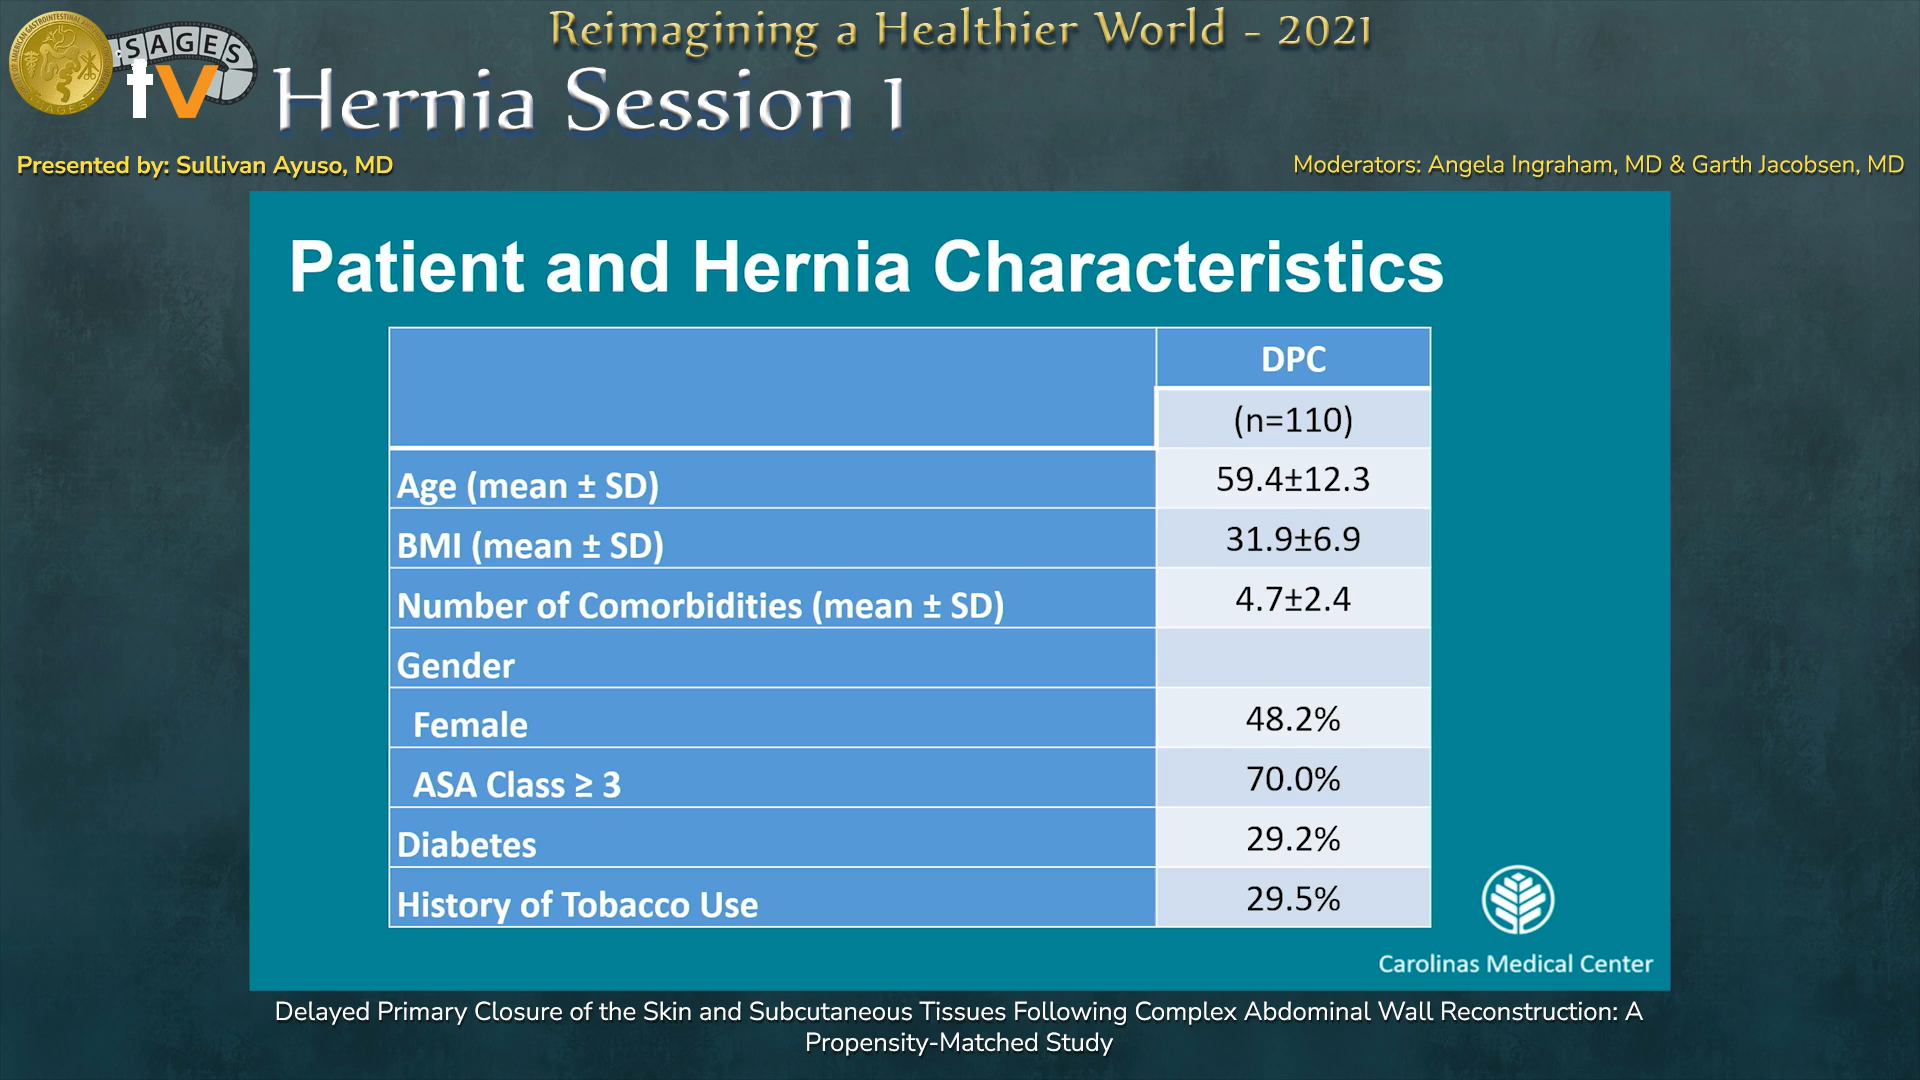 Reimagining a Healthier World - 2021
SAGES
tv
Hernia Session 1
Presented by: Sullivan Ayuso, MD
Moderators: Angela Ingraham, MD & Garth Jacobsen, MD
Patient and Hernia Characteristics
DPC
(n=110)
Age (mean ± SD) 59.4±12.3
BMI (mean ± SD) 31.9±6.9
Number of Comorbidities (mean ± SD) 4.7±2.4
Gender
Female 48.2%
ASA Class ≥ 3 70.0%
Diabetes 29.2%
History of Tobacco Use 29.5%
Carolinas Medical Center
Delayed Primary Closure of the Skin and Subcutaneous Tissues Following Complex Abdominal Wall Reconstruction: A
Propensity-Matched Study